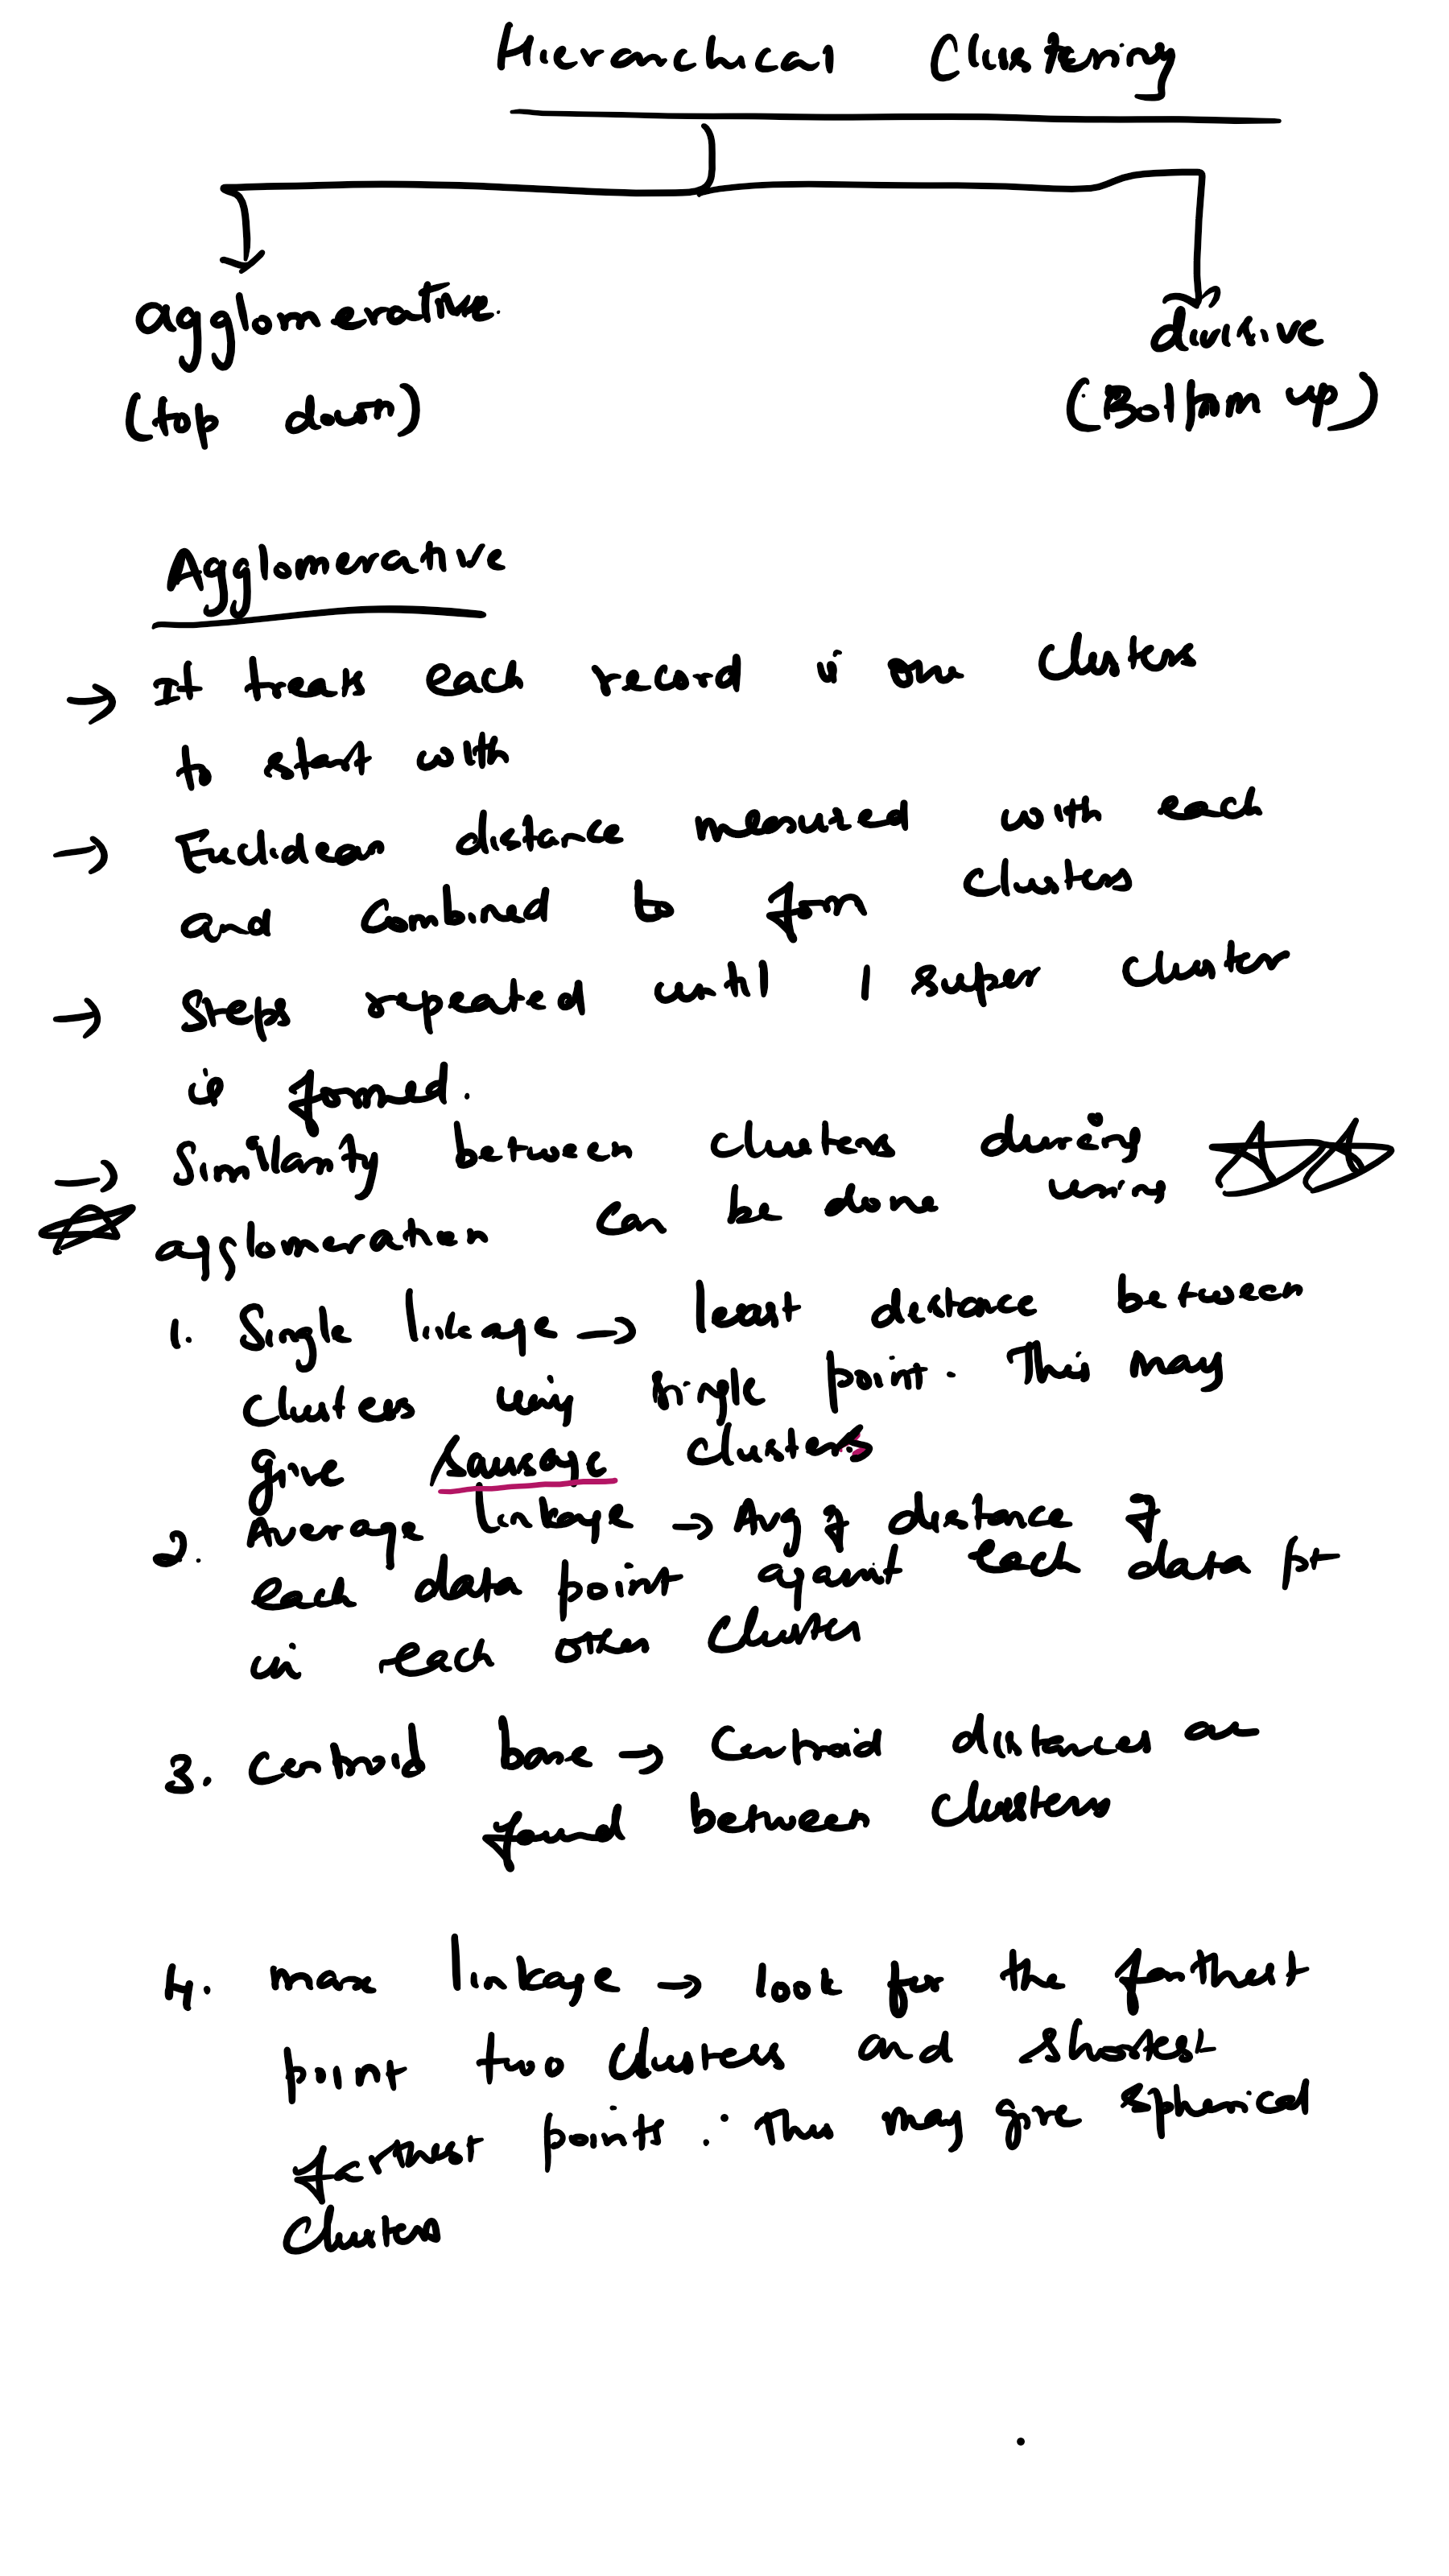 Hierarchical Clustering
agglomerative.
divisive
(top down)
(Bottom up)
Agglomerative
→ It treats each record is one clusters
to start with
→ Euclidean distance measured with each
and combined to form clusters
→ Steps repeated until 1 super cluster
is formed.
→ Similarity between clusters during
agglomeration can be done using
1. Single linkage → least distance between
clusters using single point. This may
give sausage clusters
2. Average linkage → Avg of distance of
each data point against each data pt
in each other cluster
3. Centroid base → Centroid distances are
found between clusters
4. max linkage → look for the farthest
point two clusters and shortest
farthest points. This may give spherical
clusters